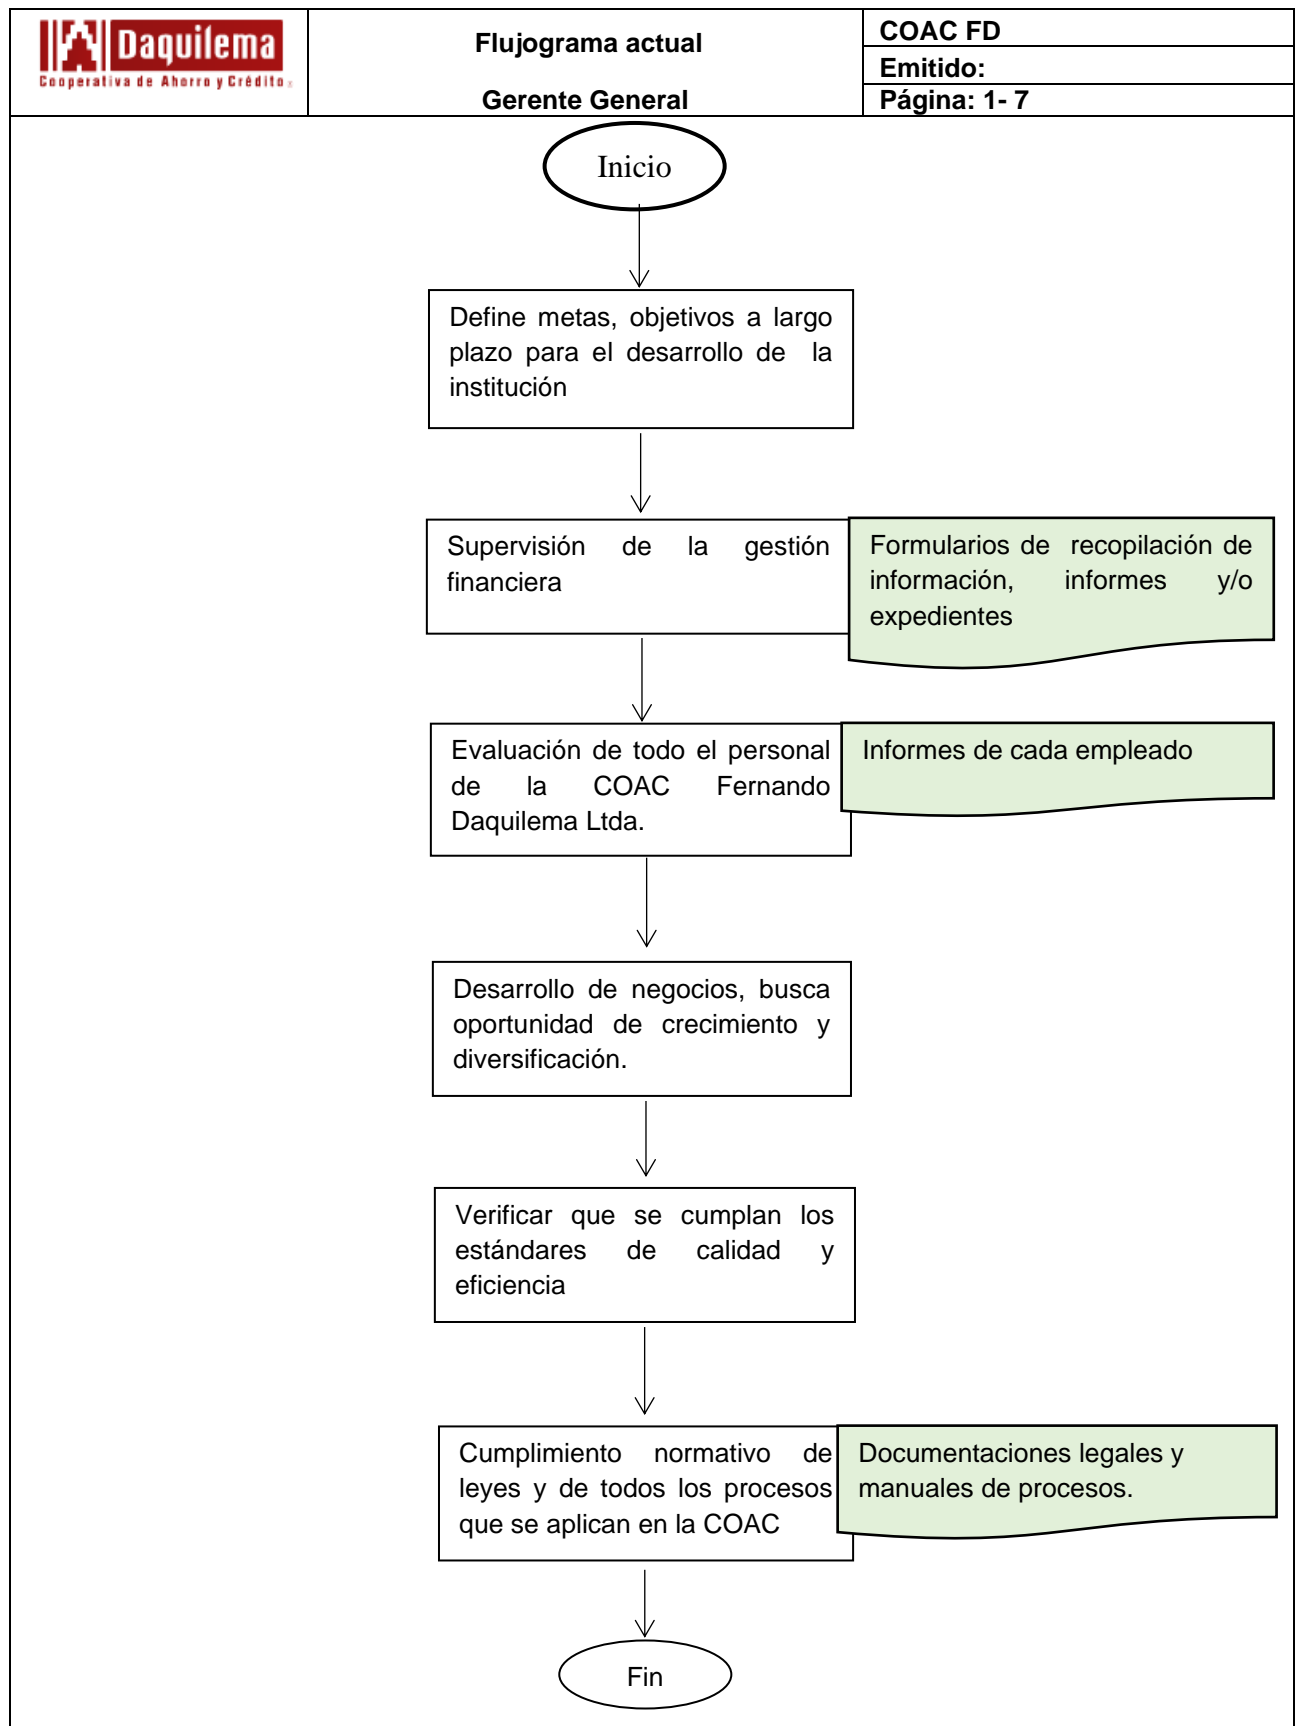 Daquilema
Cooperativa de Ahorro y Crédito
Flujograma actual
Gerente General
COAC FD
Emitido:
Página: 1- 7
Inicio
Define metas, objetivos a largo
plazo para el desarrollo de la
institución
Supervisión de la gestión
financiera
Formularios de recopilación de
información, informes y/o
expedientes
Evaluación de todo el personal
de la COAC Fernando
Daquilema Ltda.
Informes de cada empleado
Desarrollo de negocios, busca
oportunidad de crecimiento y
diversificación.
Verificar que se cumplan los
estándares de calidad y
eficiencia
Cumplimiento normativo de
leyes y de todos los procesos
que se aplican en la COAC
Documentaciones legales y
manuales de procesos.
Fin